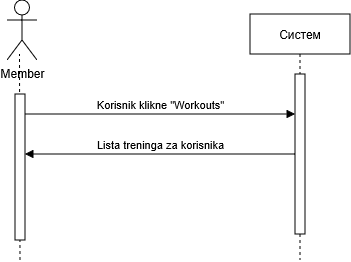 Систем
Member
Korisnik klikne "Workouts"
Lista treninga za korisnika